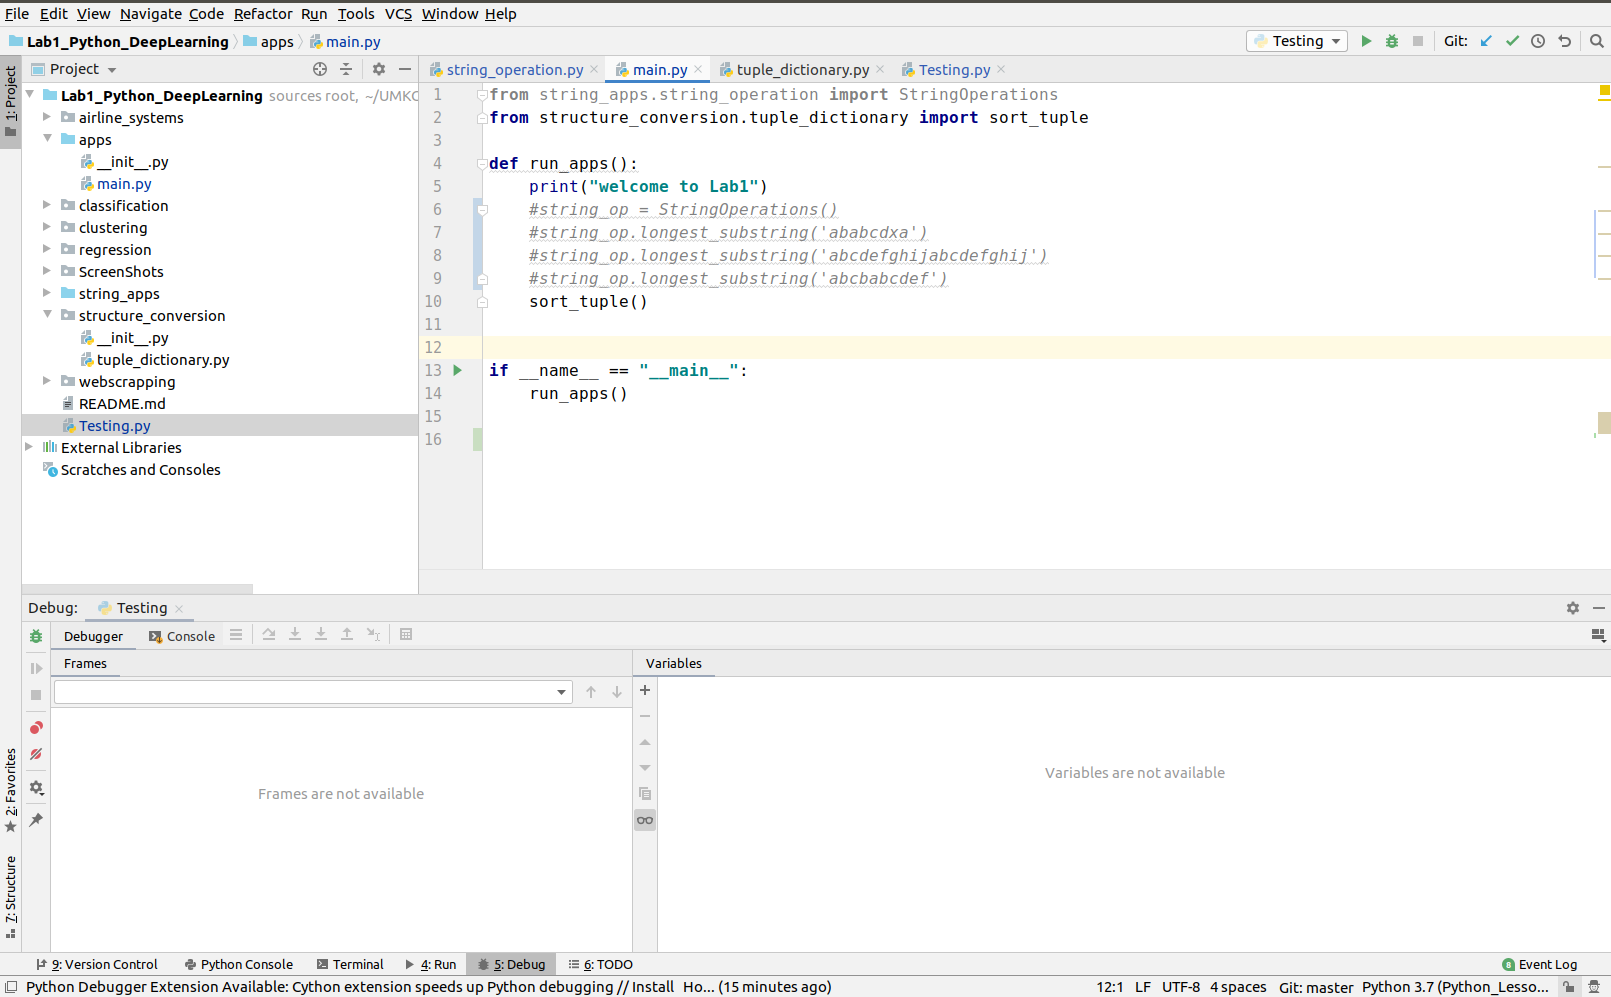 File Edit View Navigate Code Refactor Run Tools VCS Window Help
Lab1_Python_DeepLearning apps main.py Testing Git:
1: Project
Project
string_operation.py main.py tuple_dictionary.py Testing.py
Lab1_Python_DeepLearning sources root, ~/UMKC
airline_systems
apps
__init__.py
main.py
classification
clustering
regression
ScreenShots
string_apps
structure_conversion
__init__.py
tuple_dictionary.py
webscrapping
README.md
Testing.py
External Libraries
Scratches and Consoles
1 from string_apps.string_operation import StringOperations
2 from structure_conversion.tuple_dictionary import sort_tuple
3
4 def run_apps():
5 print("welcome to Lab1")
6 #string_op = StringOperations()
7 #string_op.longest_substring('ababcdxa')
8 #string_op.longest_substring('abcdefghijabcdefghij')
9 #string_op.longest_substring('abcbabcdef')
10 sort_tuple()
11
12
13 if __name__ == "__main__":
14 run_apps()
15
16
Debug: Testing
Debugger Console
Frames
Variables
Frames are not available
Variables are not available
2: Favorites
7: Structure
9: Version Control Python Console Terminal 4: Run 5: Debug 6: TODO 8 Event Log
Python Debugger Extension Available: Cython extension speeds up Python debugging // Install Ho... (15 minutes ago) 12:1 LF UTF-8 4 spaces Git: master Python 3.7 (Python_Lesso...